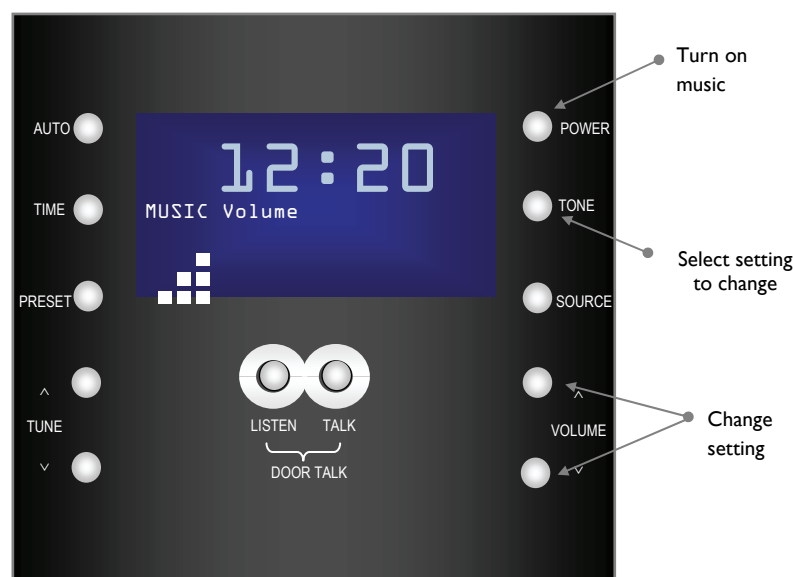 Turn on
music
AUTO
POWER
12:20
TIME
MUSIC Volume
TONE
Select setting
to change
PRESET
SOURCE
^
^
TUNE
LISTEN TALK
VOLUME
Change
setting
DOOR TALK